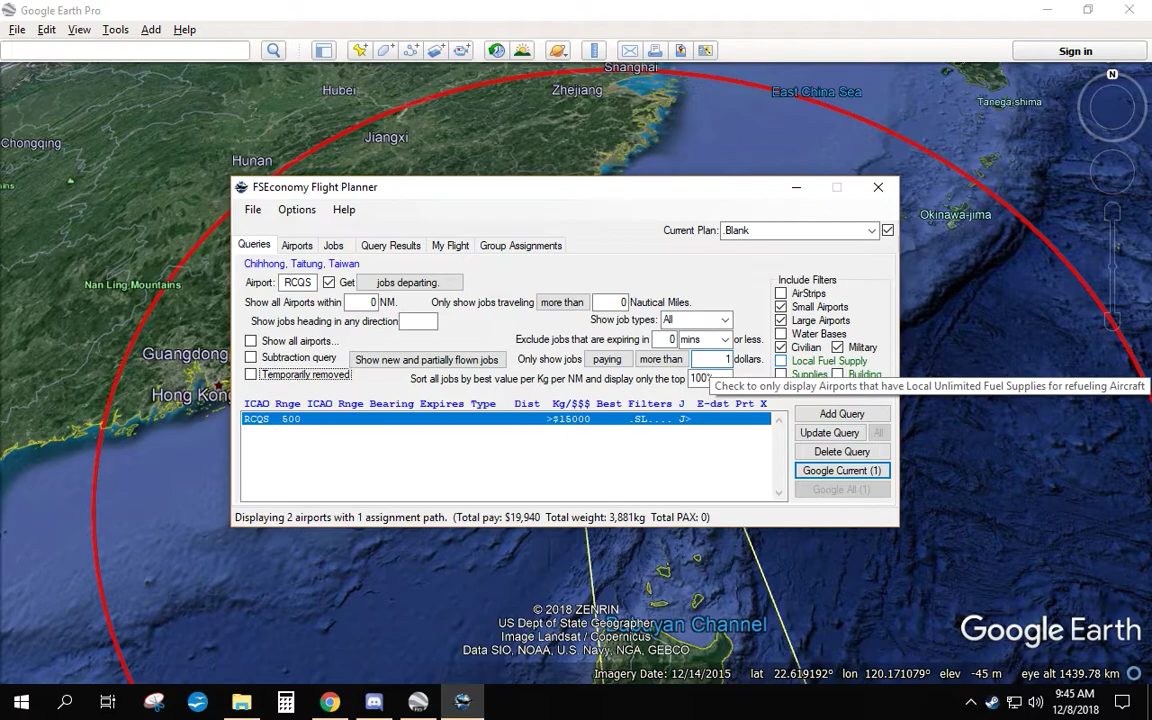 Google Earth Pro
File Edit View Tools Add Help
Sign in
Shanghai
Hubei
Zhejiang
East China Sea
Tanega-shima
N
Chongqing
Jiangxi
Hunan
Okinawa-jima
Nan Ling Mountains
Guangdong
Hong Kong
FSEconomy Flight Planner
File Options Help
Current Plan: .Blank
Queries Airports Jobs Query Results My Flight Group Assignments
Chihhong, Taitung, Taiwan
Airport: RCQS Get jobs departing.
Include Filters
AirStrips
Show all Airports within 0 NM. Only show jobs traveling more than 0 Nautical Miles.
Small Airports
Show jobs heading in any direction
Show job types: All
Large Airports
Water Bases
Show all airports...
Exclude jobs that are expiring in 0 mins or less.
Civilian Military
Subtraction query Show new and partially flown jobs Only show jobs paying more than 1 dollars.
Local Fuel Supply
Temporarily removed
Sort all jobs by best value per Kg per NM and display only the top 100%
Supplies Building
Check to only display Airports that have Local Unlimited Fuel Supplies for refueling Aircraft
ICAO Rnge ICAO Rnge Bearing Expires Type Dist Kg/$$$ Best Filters J E-dst Prt X
RCQS 500 >$15000 .SL.... J>
Add Query
Update Query All
Delete Query
Google Current (1)
Google All (1)
Displaying 2 airports with 1 assignment path. (Total pay: $19,940 Total weight: 3,881kg Total PAX: 0)
© 2018 ZENRIN
US Dept of State Geographer
Image Landsat / Copernicus
Data SIO, NOAA, U.S. Navy, NGA, GEBCO
Babuyan Channel
Google Earth
Imagery Date: 12/14/2015 lat 22.619192° lon 120.171079° elev -45 m eye alt 1439.78 km
9:45 AM
12/8/2018